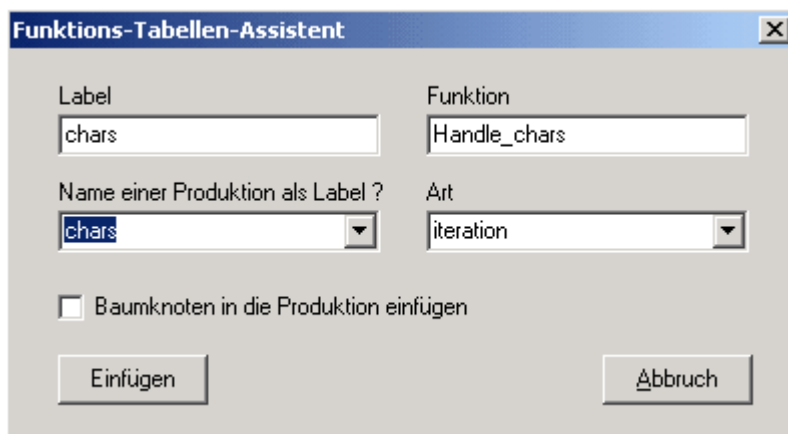 Funktions-Tabellen-Assistent
Label Funktion
chars Handle_chars
Name einer Produktion als Label ? Art
chars iteration
Baumknoten in die Produktion einfügen
Einfügen Abbruch